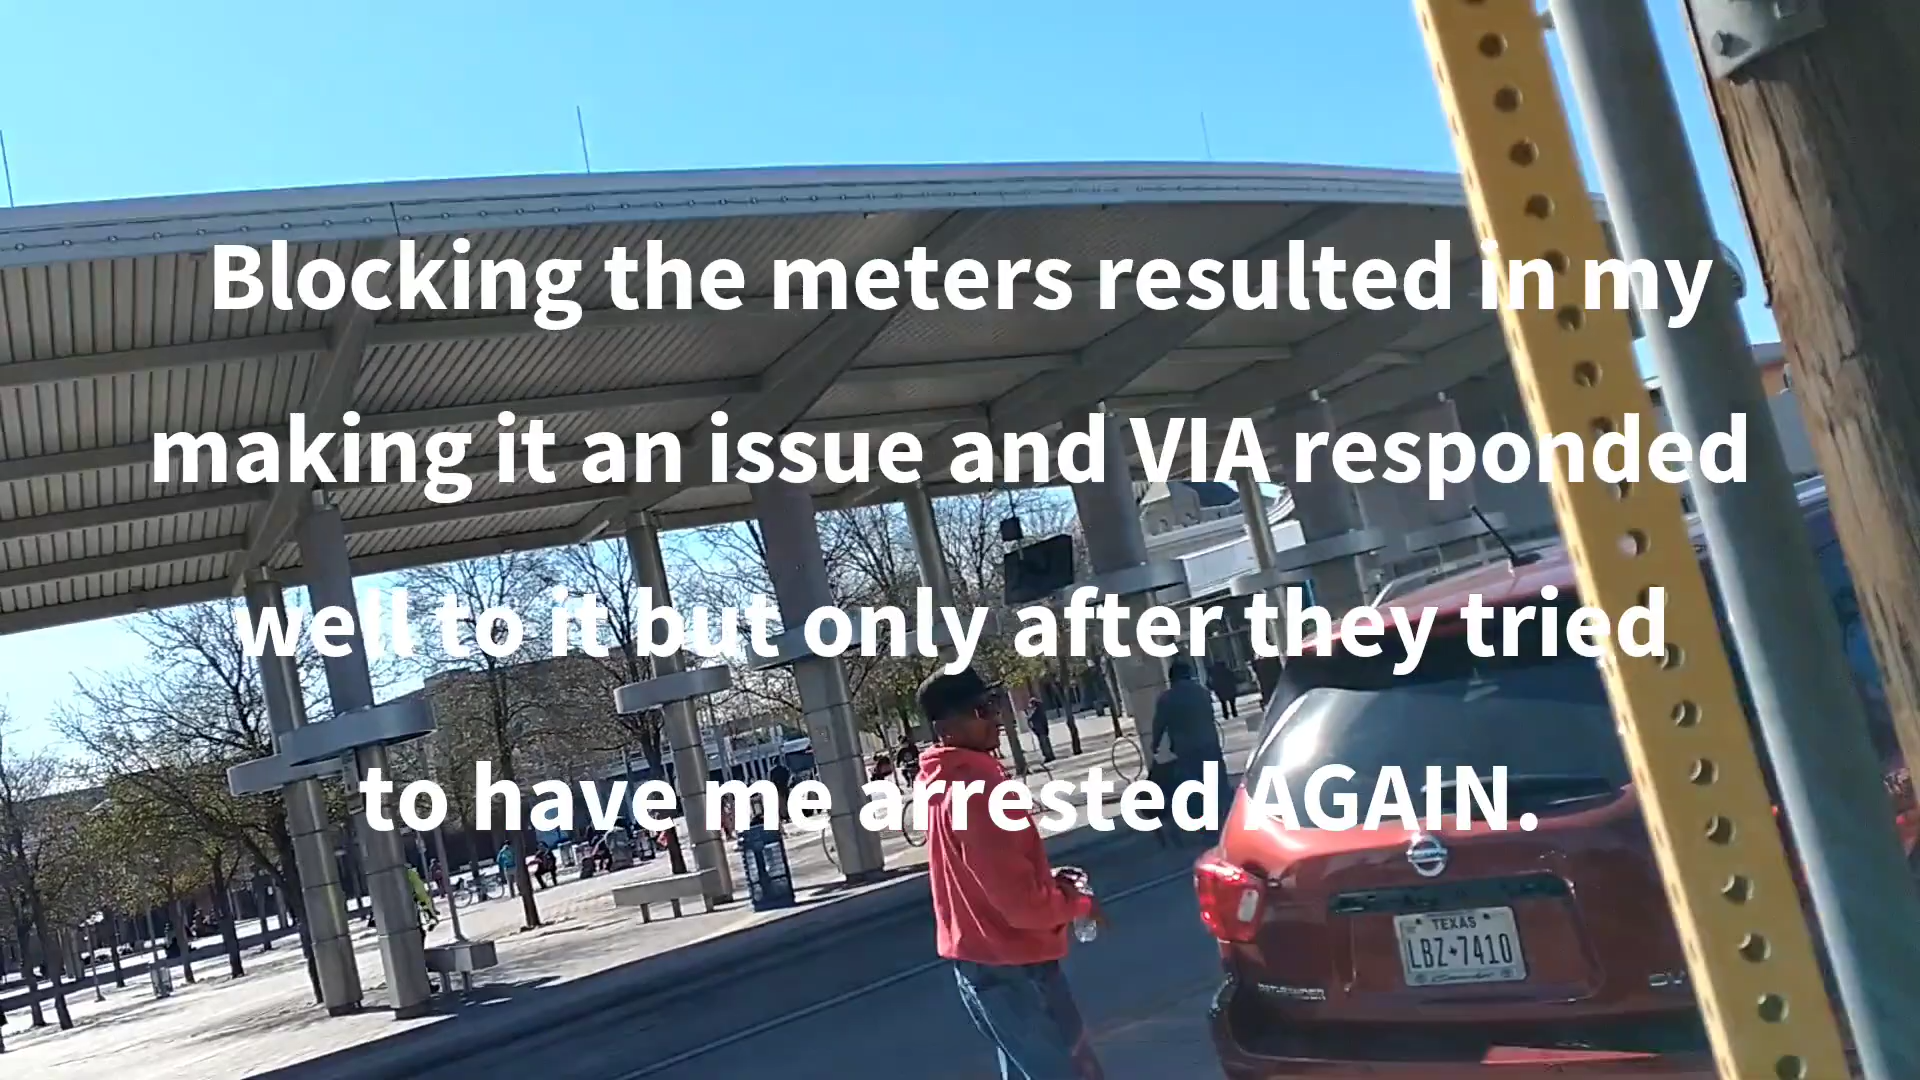 Blocking the meters resulted in my
making it an issue and VIA responded
well to it but only after they tried
to have me arrested AGAIN.
TEXAS
LBZ★7410